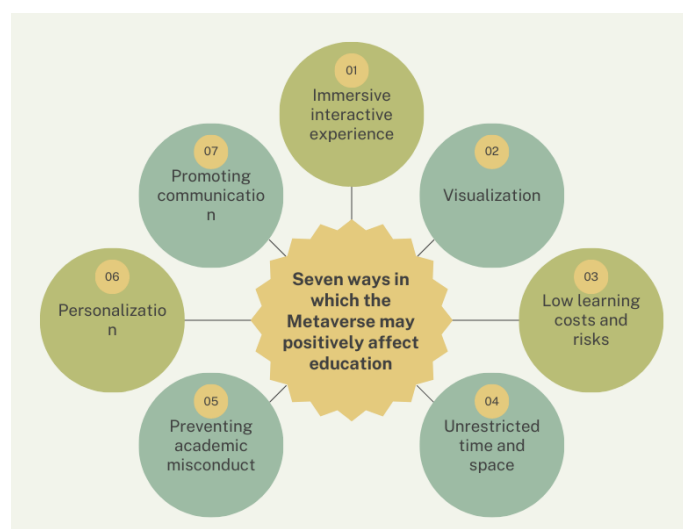 01
Immersive
interactive
experience
02
Visualization
03
Low learning
costs and
risks
04
Unrestricted
time and
space
05
Preventing
academic
misconduct
06
Personalizatio
n
07
Promoting
communicatio
n
Seven ways in
which the
Metaverse may
positively affect
education